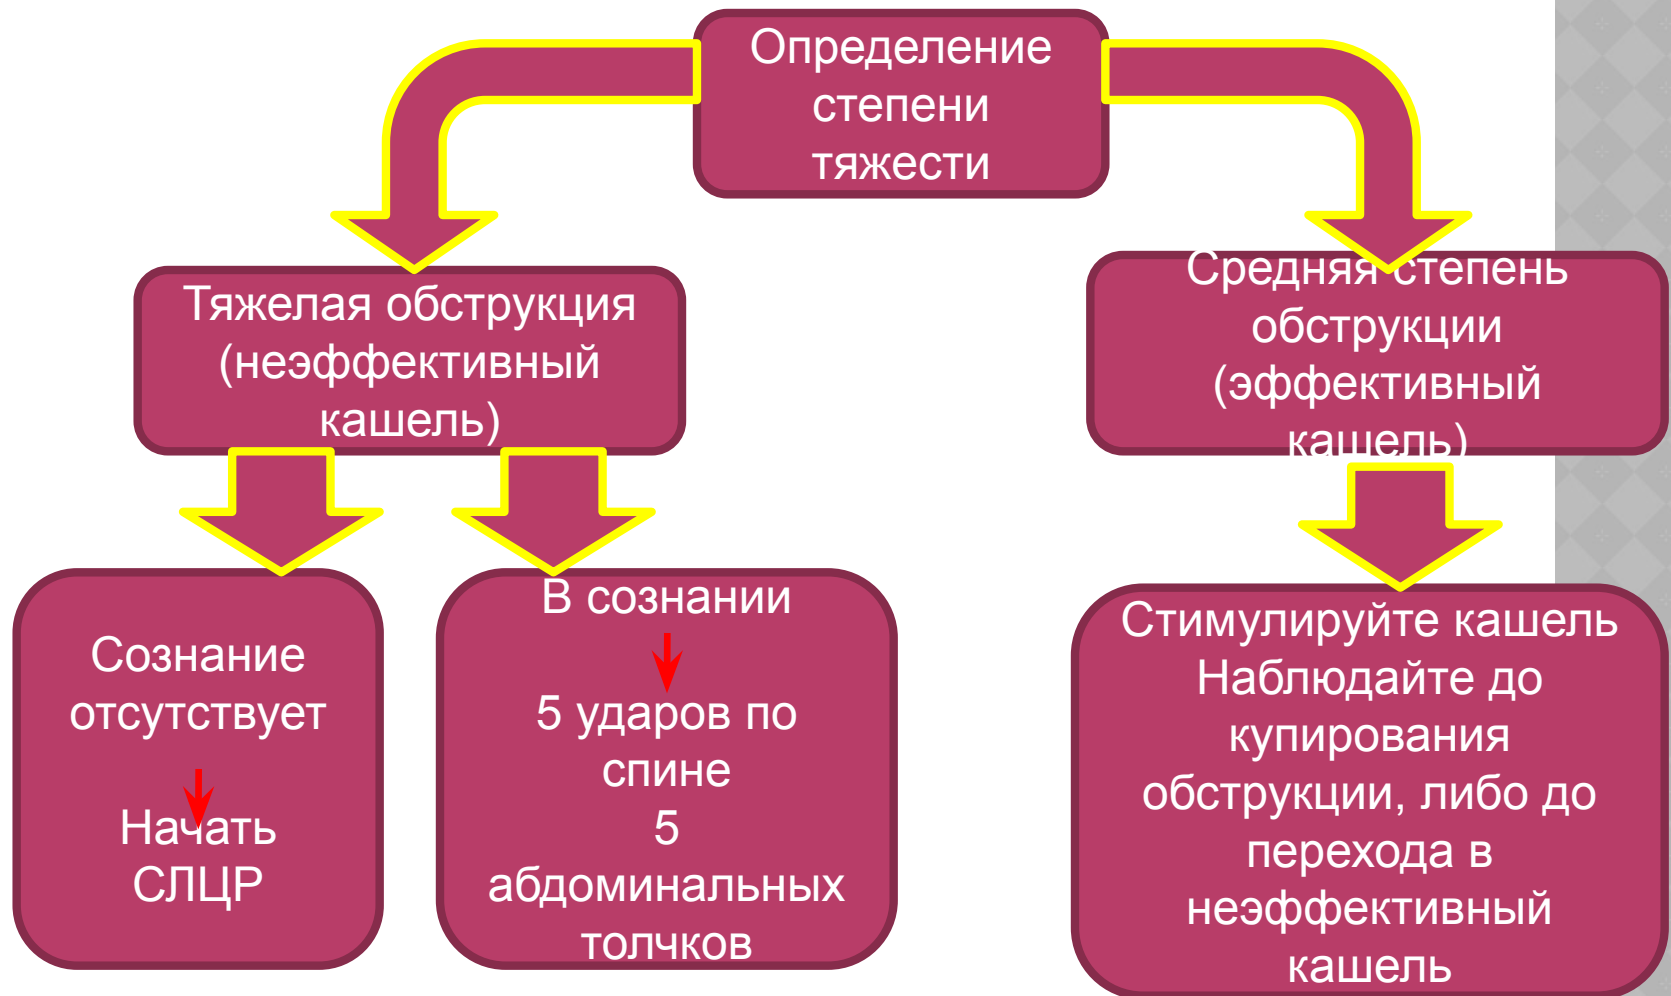 Определение
степени
тяжести
Тяжелая обструкция
(неэффективный
кашель)
Средняя степень
обструкции
(эффективный
кашель)
Сознание
отсутствует
Начать
СЛЦР
В сознании
5 ударов по
спине
5
абдоминальных
толчков
Стимулируйте кашель
Наблюдайте до
купирования
обструкции, либо до
перехода в
неэффективный
кашель